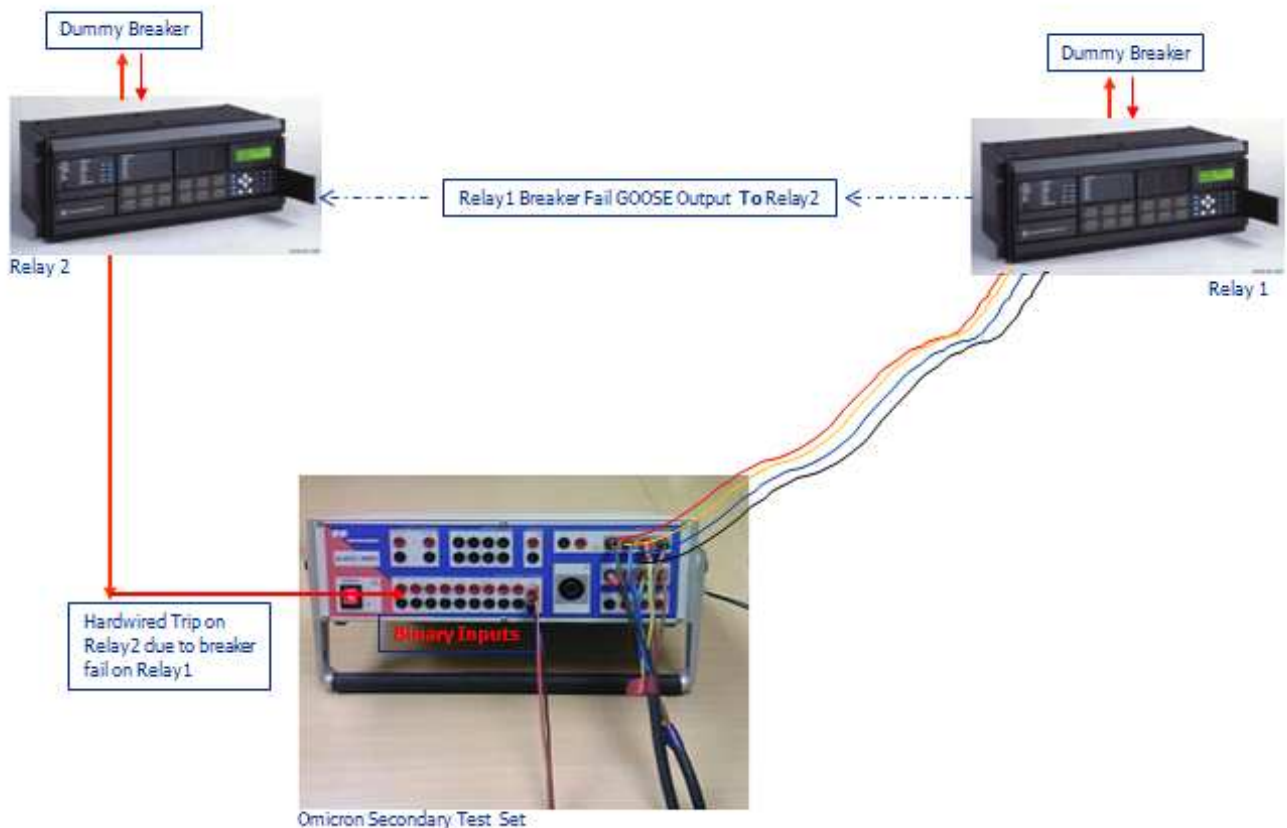 Dummy Breaker
Dummy Breaker
Relay1 Breaker Fail GOOSE Output To Relay2
Relay 2
Relay 1
Hardwired Trip on
Relay2 due to breaker
fail on Relay1
Binary Inputs
Omicron Secondary Test Set